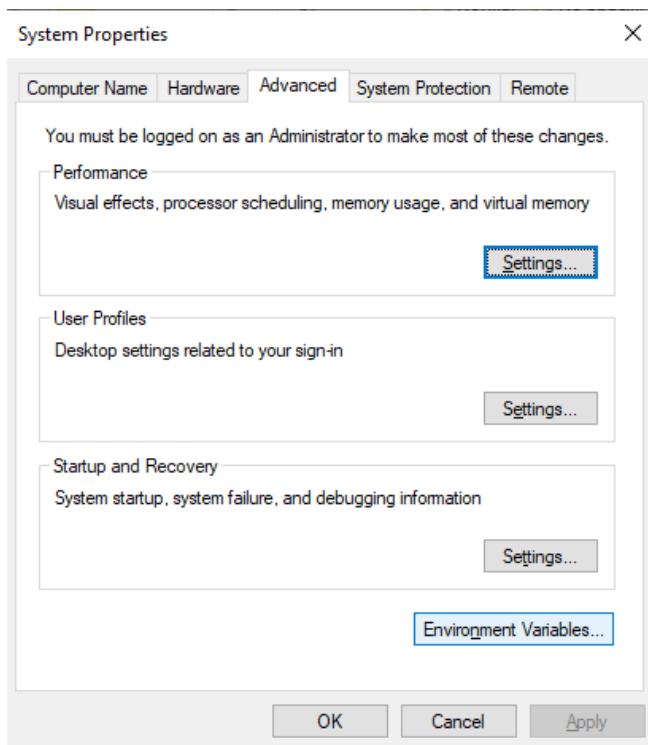 System Properties
Computer Name Hardware Advanced System Protection Remote
You must be logged on as an Administrator to make most of these changes.
Performance
Visual effects, processor scheduling, memory usage, and virtual memory
Settings...
User Profiles
Desktop settings related to your sign-in
Settings...
Startup and Recovery
System startup, system failure, and debugging information
Settings...
Environment Variables...
OK Cancel Apply